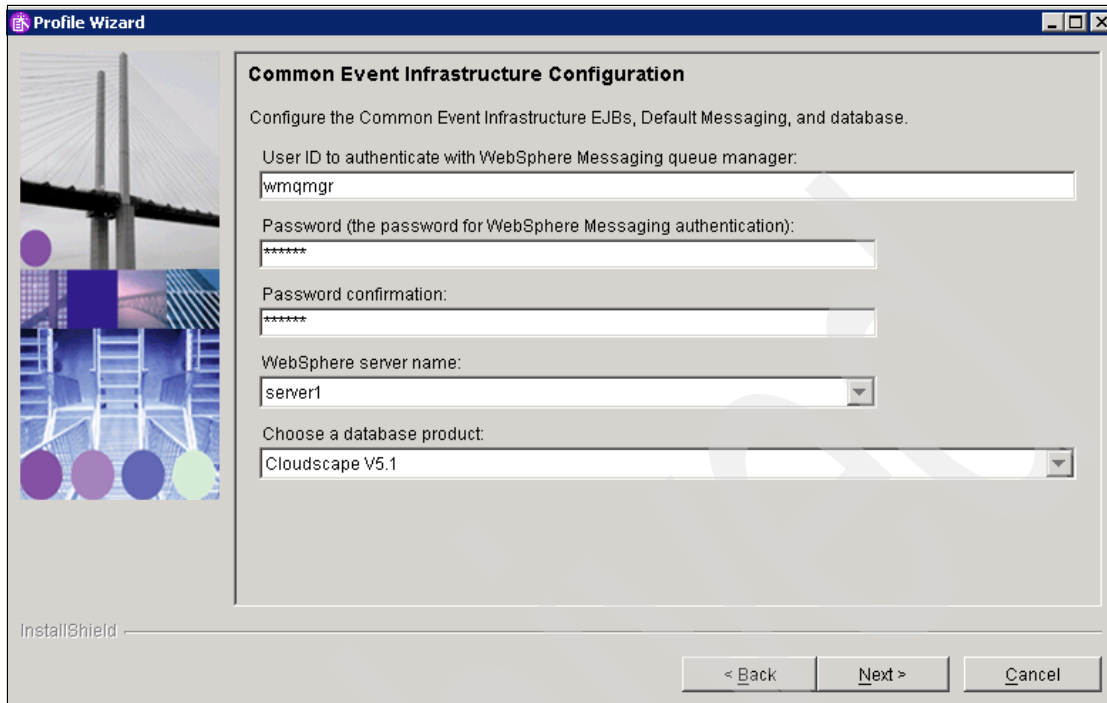 Profile Wizard
Common Event Infrastructure Configuration
Configure the Common Event Infrastructure EJBs, Default Messaging, and database.
User ID to authenticate with WebSphere Messaging queue manager:
wmqmgr
Password (the password for WebSphere Messaging authentication):
******
Password confirmation:
******
WebSphere server name:
server1
Choose a database product:
Cloudscape V5.1
InstallShield
< Back Next > Cancel